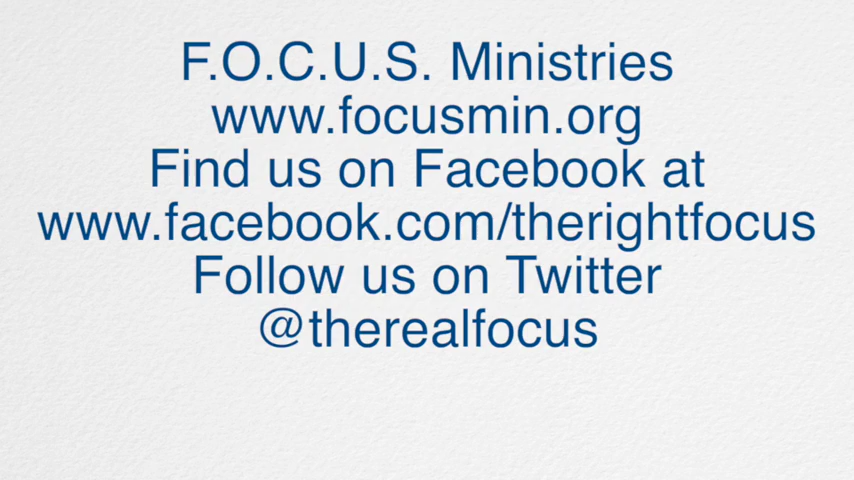 F.O.C.U.S. Ministries
www.focusmin.org
Find us on Facebook at
www.facebook.com/therightfocus
Follow us on Twitter
@therealfocus